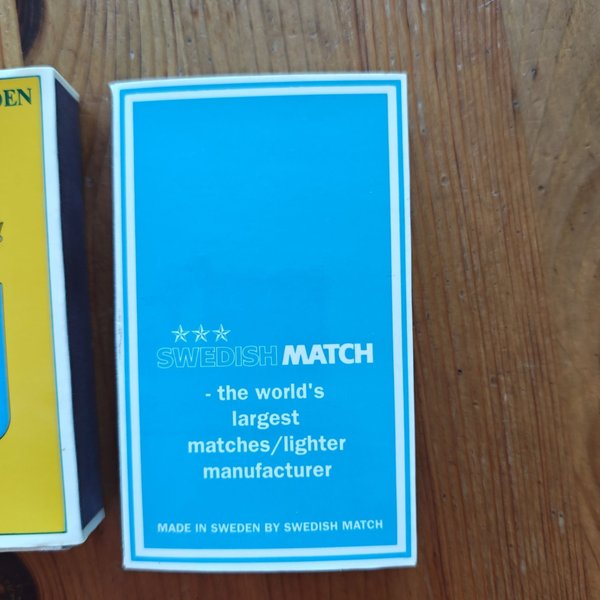 SWEDISH MATCH
- the world's
largest
matches/lighter
manufacturer
MADE IN SWEDEN BY SWEDISH MATCH